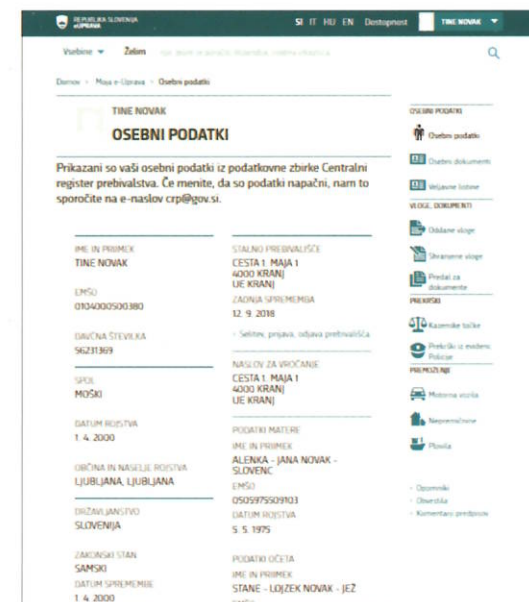 REPUBLIKA SLOVENIJA
eUPRAVA
SI IT HU EN Dostopnost TINE NOVAK
Vsebine Želim
Domov › Moja e-Uprava › Osebni podatki
TINE NOVAK
OSEBNI PODATKI
Prikazani so vaši osebni podatki iz podatkovne zbirke Centralni
register prebivalstva. Če menite, da so podatki napačni, nam to
sporočite na e-naslov crp@gov.si.
IME IN PRIIMEK
TINE NOVAK
EMŠO
0104000500380
DAVČNA ŠTEVILKA
56231369
SPOL
MOŠKI
DATUM ROJSTVA
1. 4. 2000
OBČINA IN NASELJE ROJSTVA
LJUBLJANA, LJUBLJANA
DRŽAVLJANSTVO
SLOVENIJA
ZAKONSKI STAN
SAMSKI
DATUM SPREMEMBE
1. 4. 2000
STALNO PREBIVALIŠČE
CESTA 1. MAJA 1
4000 KRANJ
UE KRANJ
ZADNJA SPREMEMBA
12. 9. 2018
› Selitev, prijava, odjava prebivališča
NASLOV ZA VROČANJE
CESTA 1. MAJA 1
4000 KRANJ
UE KRANJ
PODATKI MATERE
IME IN PRIIMEK
ALENKA - JANA NOVAK -
SLOVENC
EMŠO
0505975509103
DATUM ROJSTVA
5. 5. 1975
PODATKI OČETA
IME IN PRIIMEK
STANE - LOJZEK NOVAK - JEŽ
EMŠO
OSEBNI PODATKI
Osebni podatki
Osebni dokumenti
Veljavne listine
VLOGE, DOKUMENTI
Oddane vloge
Shranjene vloge
Predal za
dokumente
PREKRŠKI
Kazenske točke
Prekrški iz evidenc
Policije
PREMOŽENJE
Motorna vozila
Nepremičnine
Plovila
› Opomniki
› Obvestila
› Komentarji predpisov